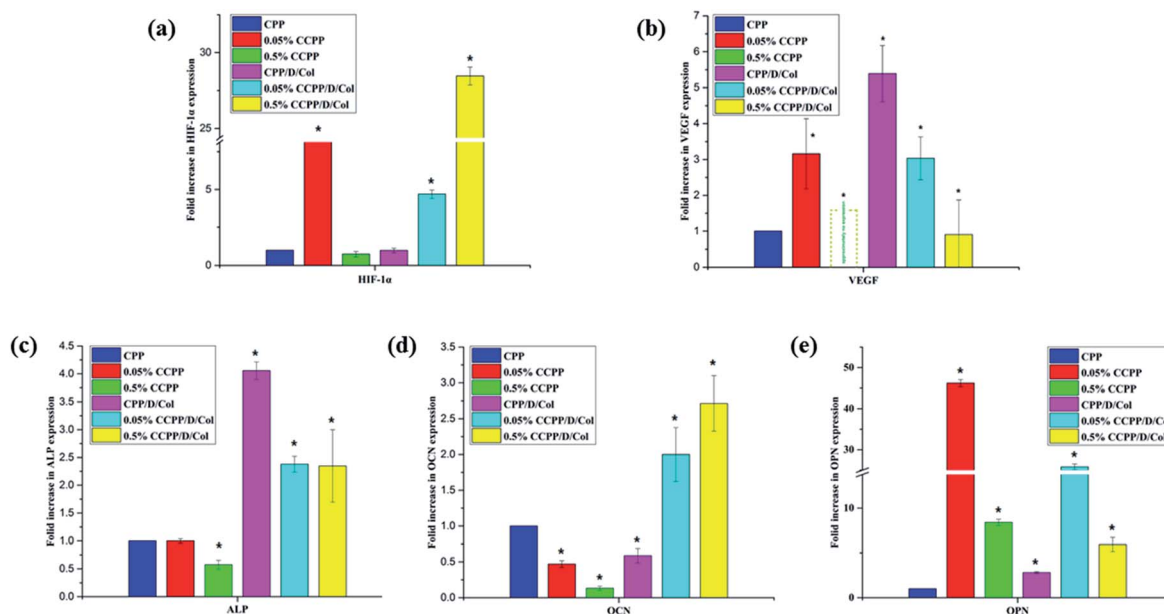 (a)
CPP
0.05% CCPP
0.5% CCPP
CPP/D/Col
0.05% CCPP/D/Col
0.5% CCPP/D/Col
Folid increase in HIF-1α expression
30
25
5
0
*
*
*
HIF-1α
(b)
CPP
0.05% CCPP
0.5% CCPP
CPP/D/Col
0.05% CCPP/D/Col
0.5% CCPP/D/Col
Folid increase in VEGF expression
7
6
5
4
3
2
1
0
*
*
*
*
*
VEGF
(c)
CPP
0.05% CCPP
0.5% CCPP
CPP/D/Col
0.05% CCPP/D/Col
0.5% CCPP/D/Col
Folid increase in ALP expression
4.5
4.0
3.5
3.0
2.5
2.0
1.5
1.0
0.5
0.0
*
*
*
*
ALP
(d)
CPP
0.05% CCPP
0.5% CCPP
CPP/D/Col
0.05% CCPP/D/Col
0.5% CCPP/D/Col
Folid increase in OCN expression
3.5
3.0
2.5
2.0
1.5
1.0
0.5
0.0
*
*
*
*
*
OCN
(e)
CPP
0.05% CCPP
0.5% CCPP
CPP/D/Col
0.05% CCPP/D/Col
0.5% CCPP/D/Col
Folid increase in OPN expression
50
40
30
10
0
*
*
*
*
*
OPN